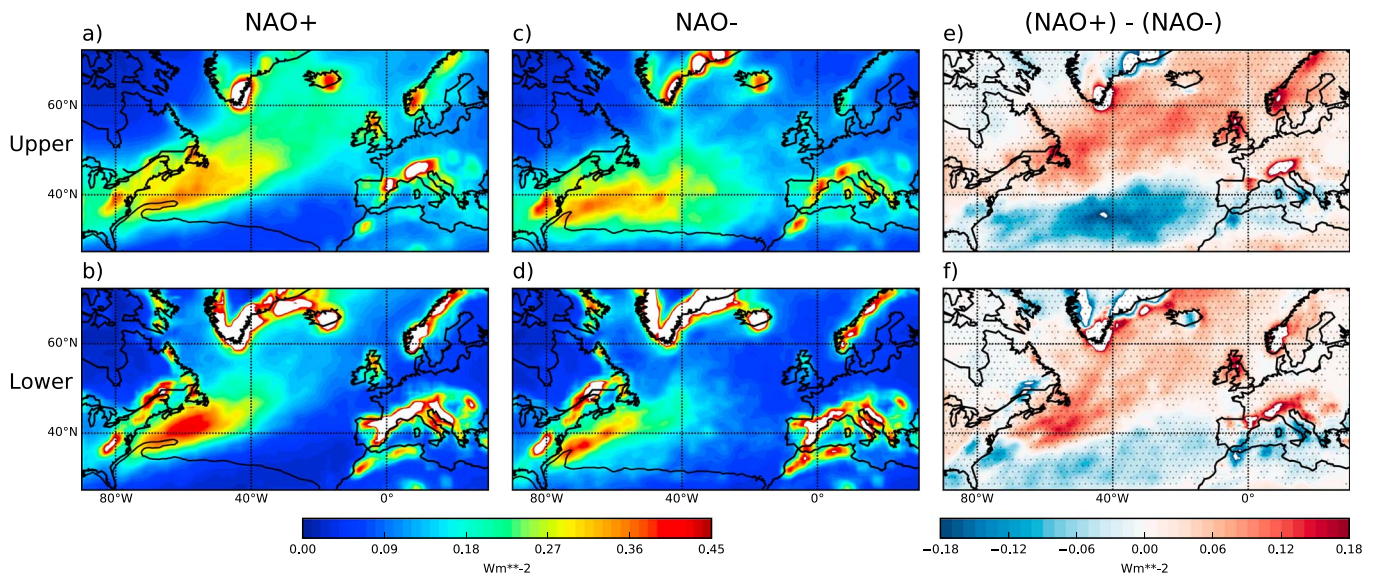 NAO+ NAO- (NAO+) - (NAO-)
a) c) e)
60°N
Upper
40°N
b) d) f)
60°N
Lower
40°N
80°W 40°W 0° 80°W 40°W 0° 80°W 40°W 0°
0.00 0.09 0.18 0.27 0.36 0.45 −0.18 −0.12 −0.06 0.00 0.06 0.12 0.18
Wm**-2 Wm**-2